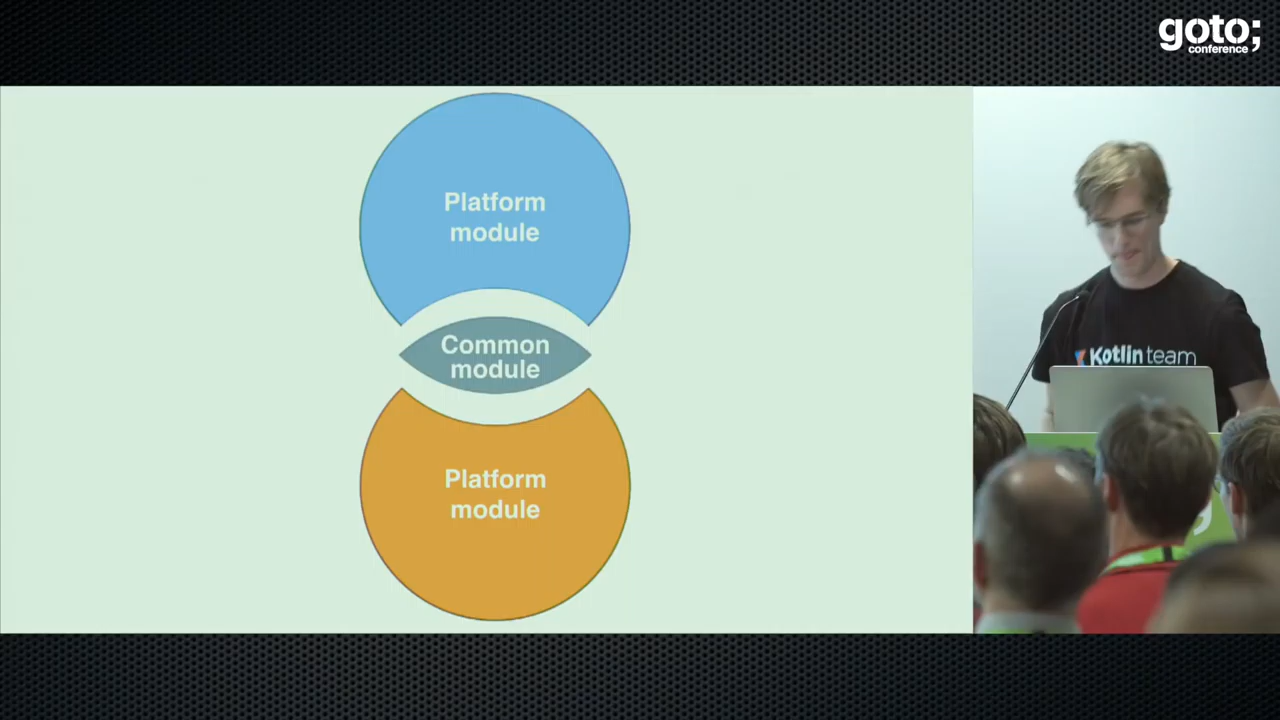 goto;
conference
Platform
module
Common
module
Platform
module
Kotlin team